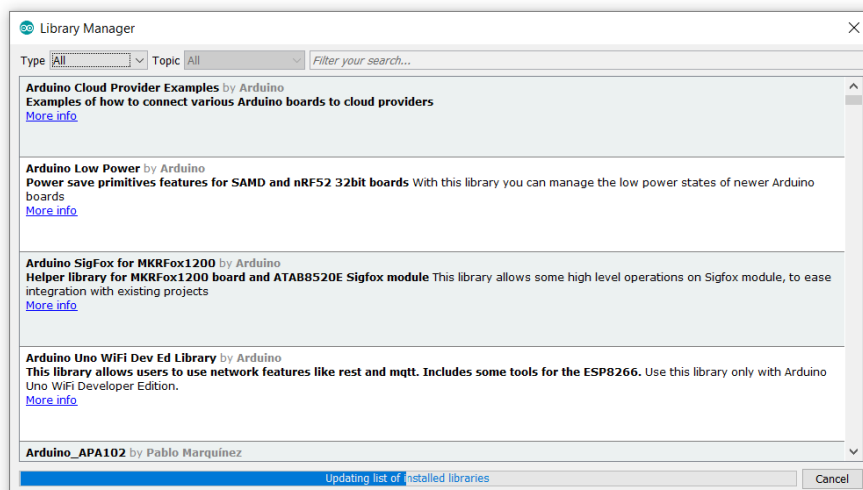 Library Manager
Type All Topic All Filter your search...
Arduino Cloud Provider Examples by Arduino
Examples of how to connect various Arduino boards to cloud providers
More info
Arduino Low Power by Arduino
Power save primitives features for SAMD and nRF52 32bit boards With this library you can manage the low power states of newer Arduino
boards
More info
Arduino SigFox for MKRFox1200 by Arduino
Helper library for MKRFox1200 board and ATAB8520E Sigfox module This library allows some high level operations on Sigfox module, to ease
integration with existing projects
More info
Arduino Uno WiFi Dev Ed Library by Arduino
This library allows users to use network features like rest and mqtt. Includes some tools for the ESP8266. Use this library only with Arduino
Uno WiFi Developer Edition.
More info
Arduino_APA102 by Pablo Marquínez
Updating list of installed libraries
Cancel